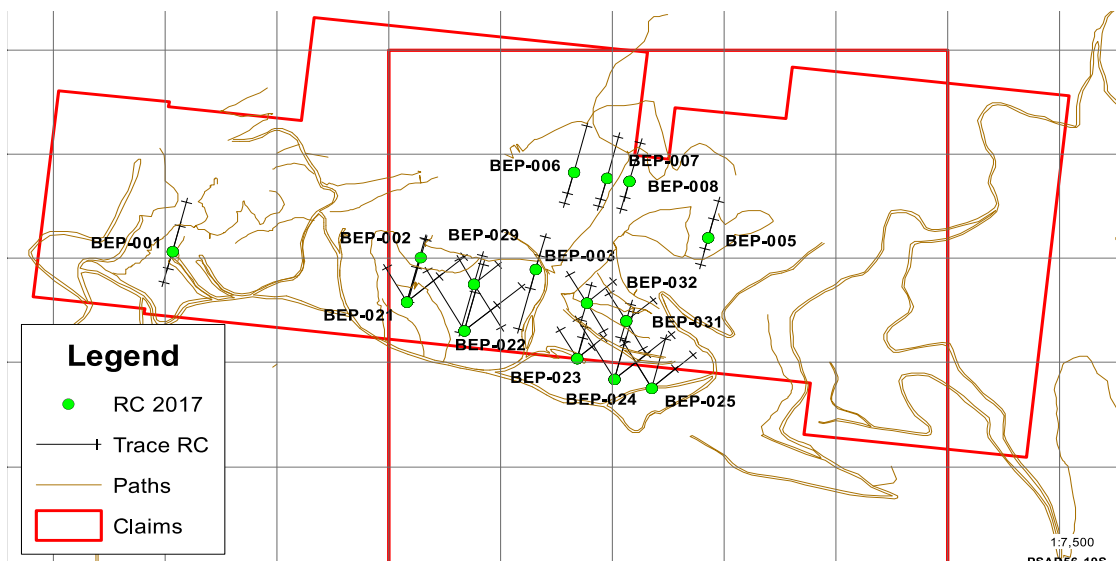 BEP-006
BEP-007
BEP-008
BEP-001
BEP-002
BEP-029
BEP-003
BEP-005
BEP-032
BEP-021
BEP-022
BEP-031
BEP-023
BEP-024
BEP-025
Legend
RC 2017
Trace RC
Paths
Claims
1:7,500